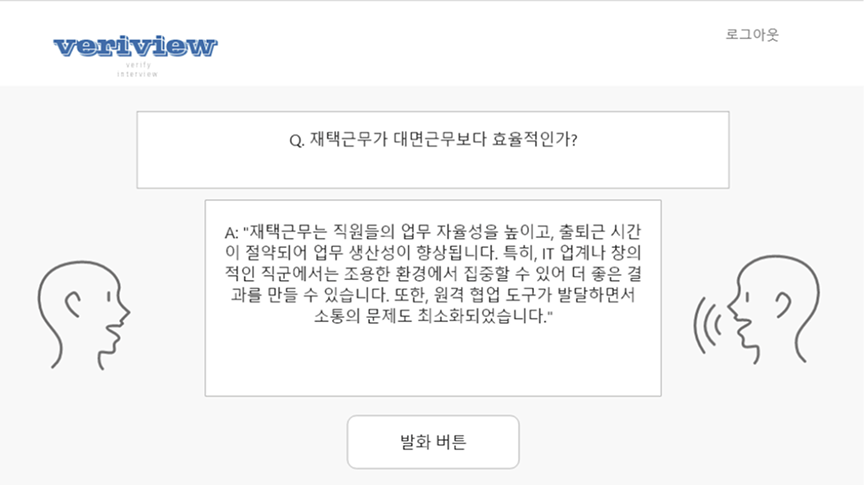 veriview
verify
interview
로그아웃
Q. 재택근무가 대면근무보다 효율적인가?
A: "재택근무는 직원들의 업무 자율성을 높이고, 출퇴근 시간
이 절약되어 업무 생산성이 향상됩니다. 특히, IT 업계나 창의
적인 직군에서는 조용한 환경에서 집중할 수 있어 더 좋은 결
과를 만들 수 있습니다. 또한, 원격 협업 도구가 발달하면서
소통의 문제도 최소화되었습니다."
발화 버튼